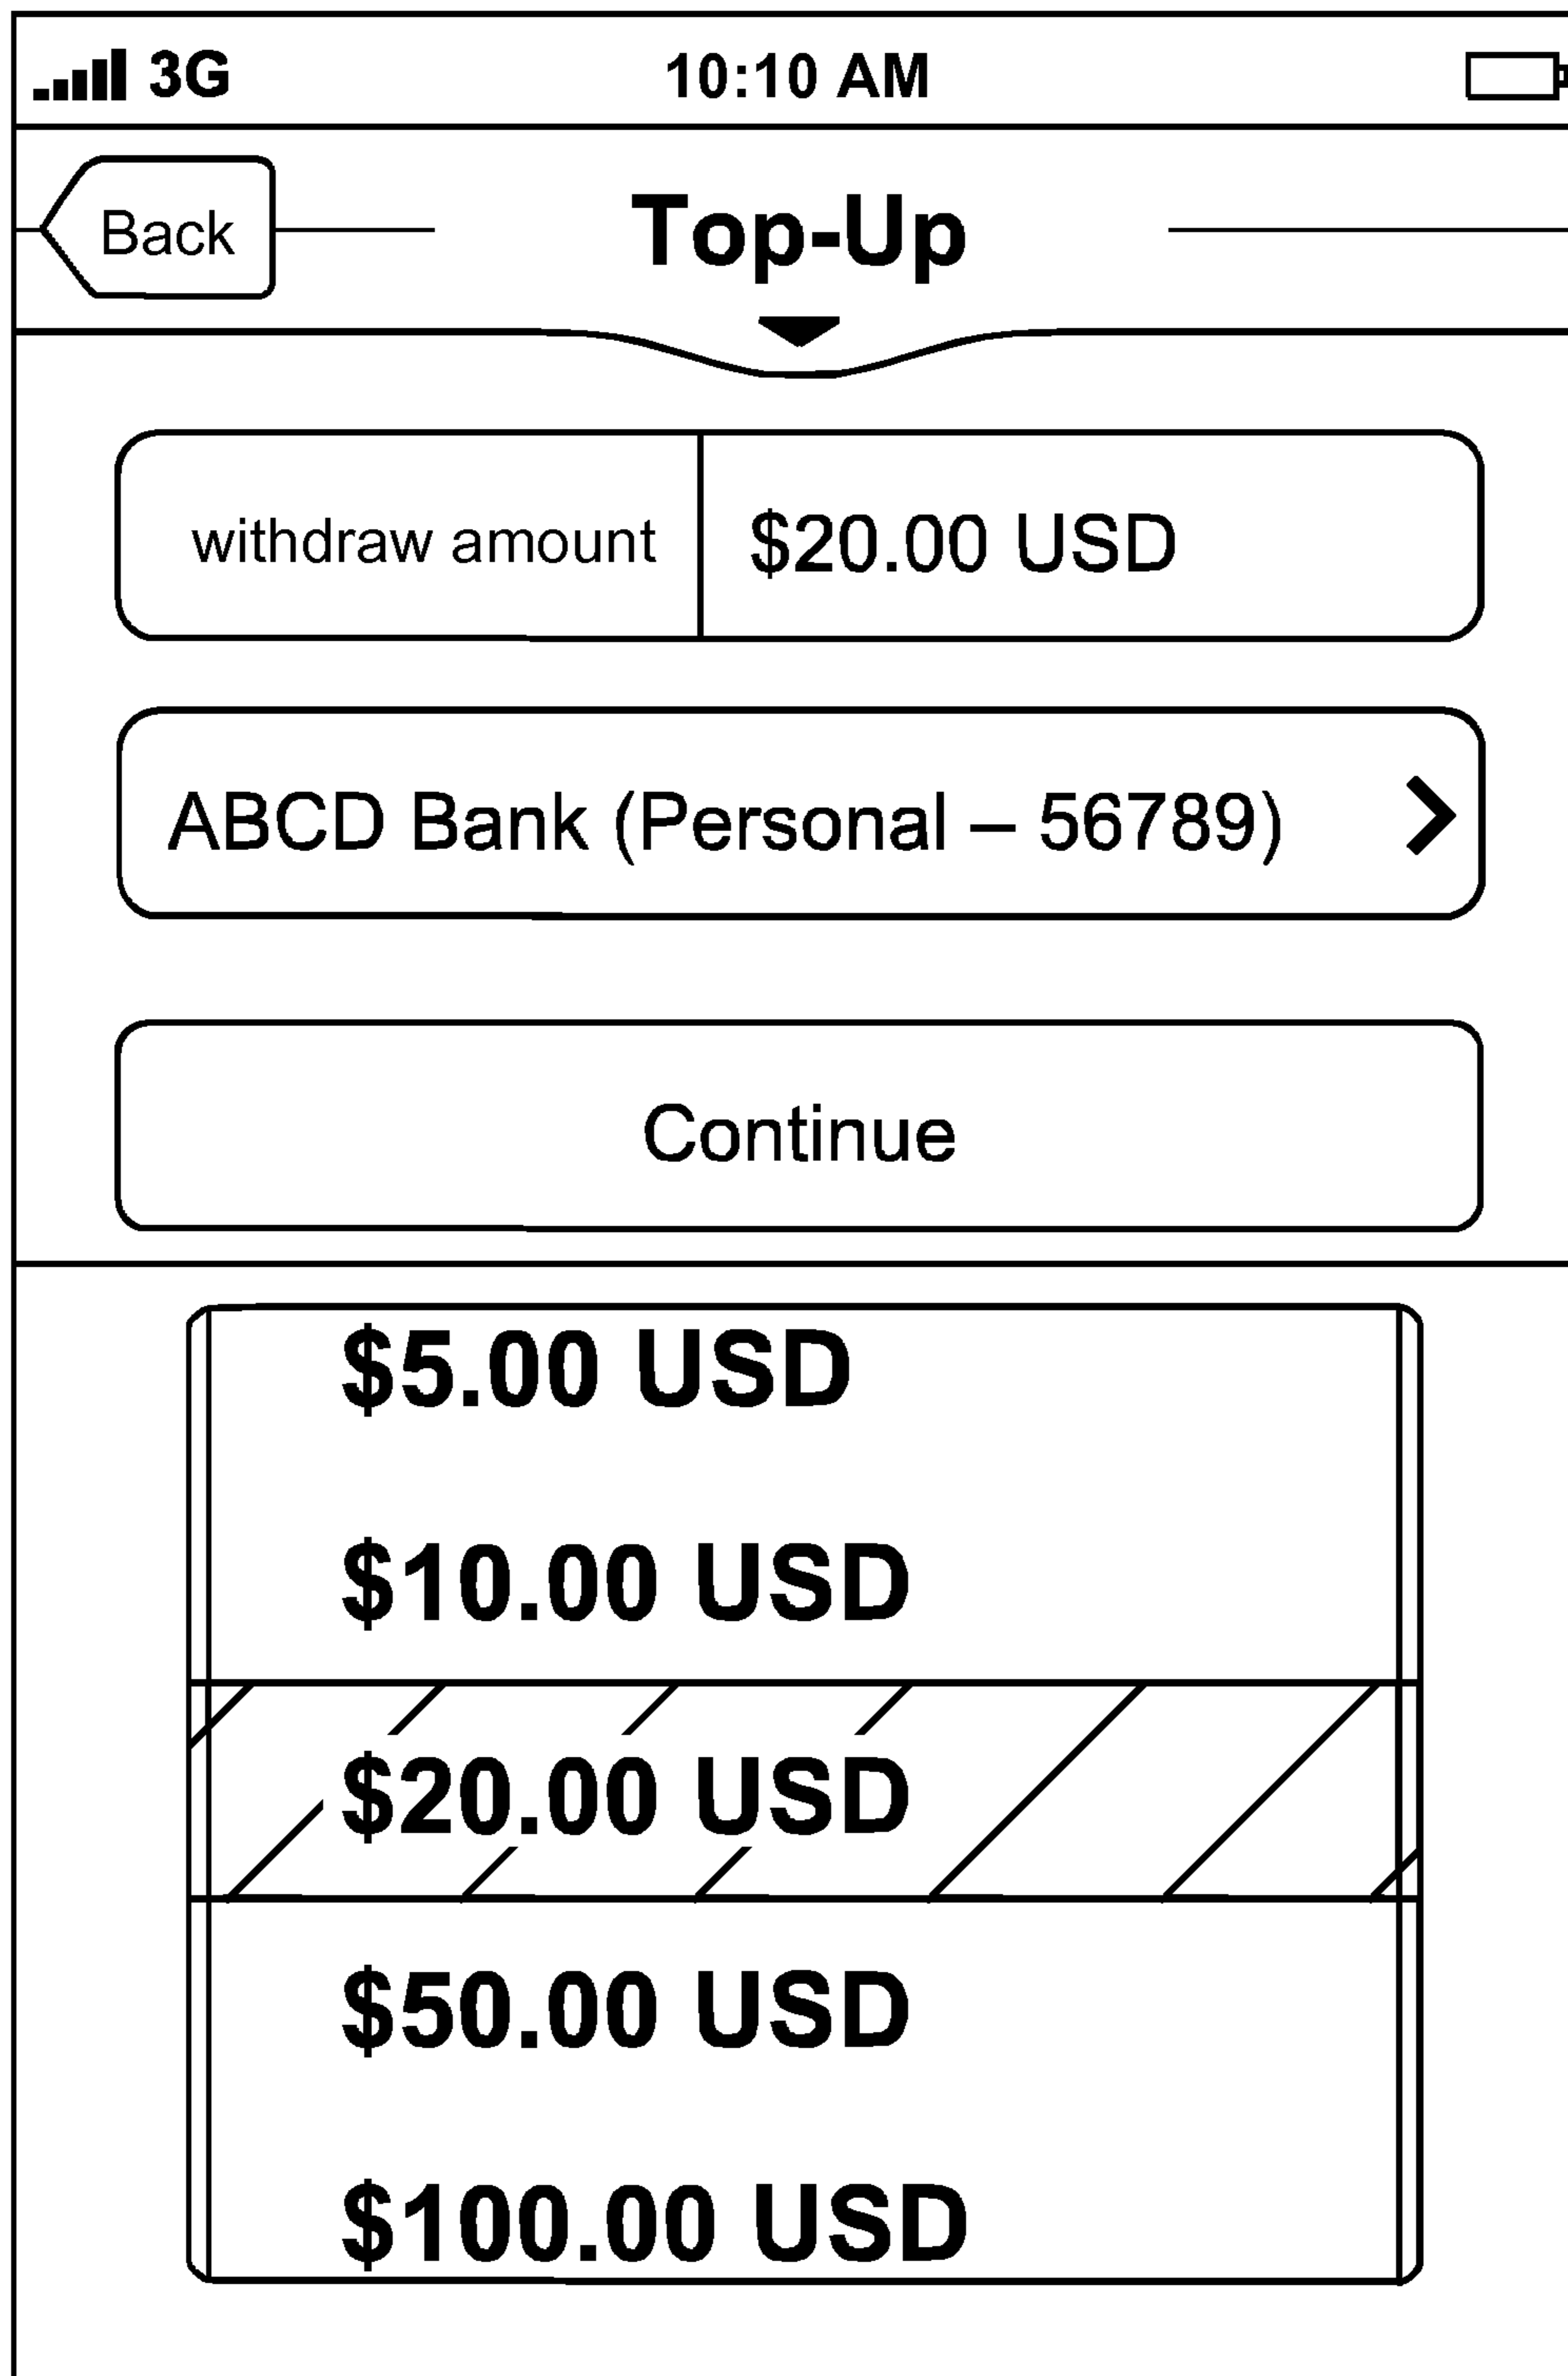 3G 10:10 AM
Back Top-Up
withdraw amount $20.00 USD
ABCD Bank (Personal – 56789)
Continue
$5.00 USD
$10.00 USD
$20.00 USD
$50.00 USD
$100.00 USD